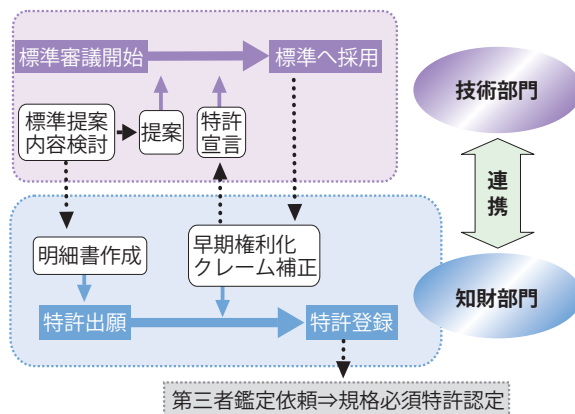 標準審議開始
標準へ採用
標準提案
内容検討
提案
特許
宣言
技術部門
連
携
明細書作成
早期権利化
クレーム補正
知財部門
特許出願
特許登録
第三者鑑定依頼⇒規格必須特許認定